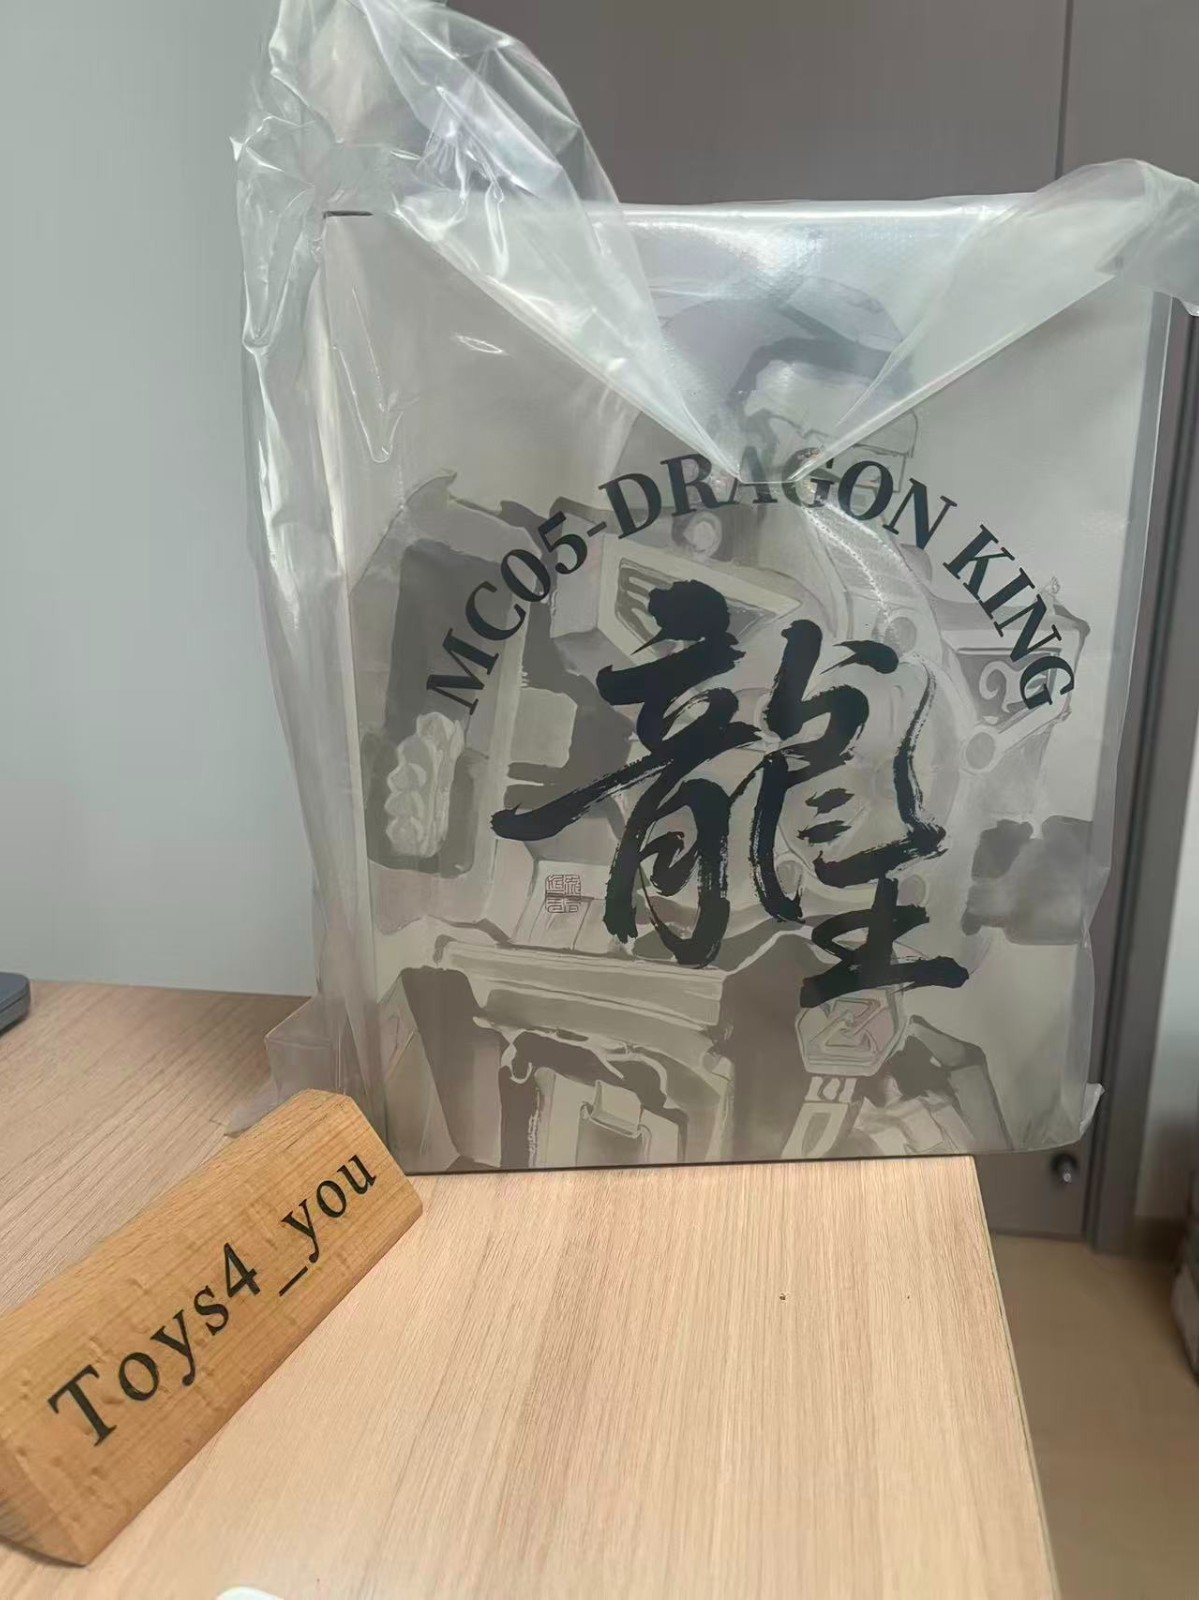 MC05-DRAGON KING
龍王
Toys4_you